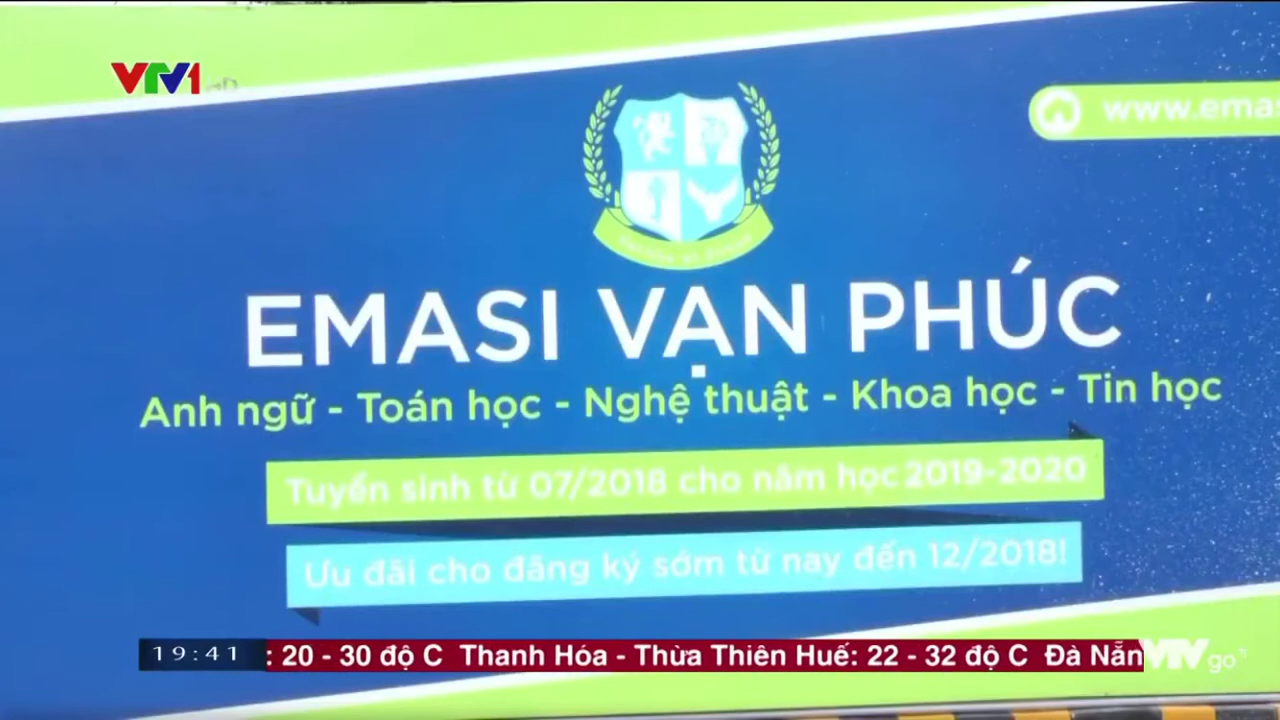 VTV1
www.emas
EMASI VẠN PHÚC
Anh ngữ - Toán học - Nghệ thuật - Khoa học - Tin học
Tuyển sinh từ 07/2018 cho năm học 2019-2020
Ưu đãi cho đăng ký sớm từ nay đến 12/2018!
19:41 : 20 - 30 độ C Thanh Hóa - Thừa Thiên Huế: 22 - 32 độ C Đà Nẵn
VTV go